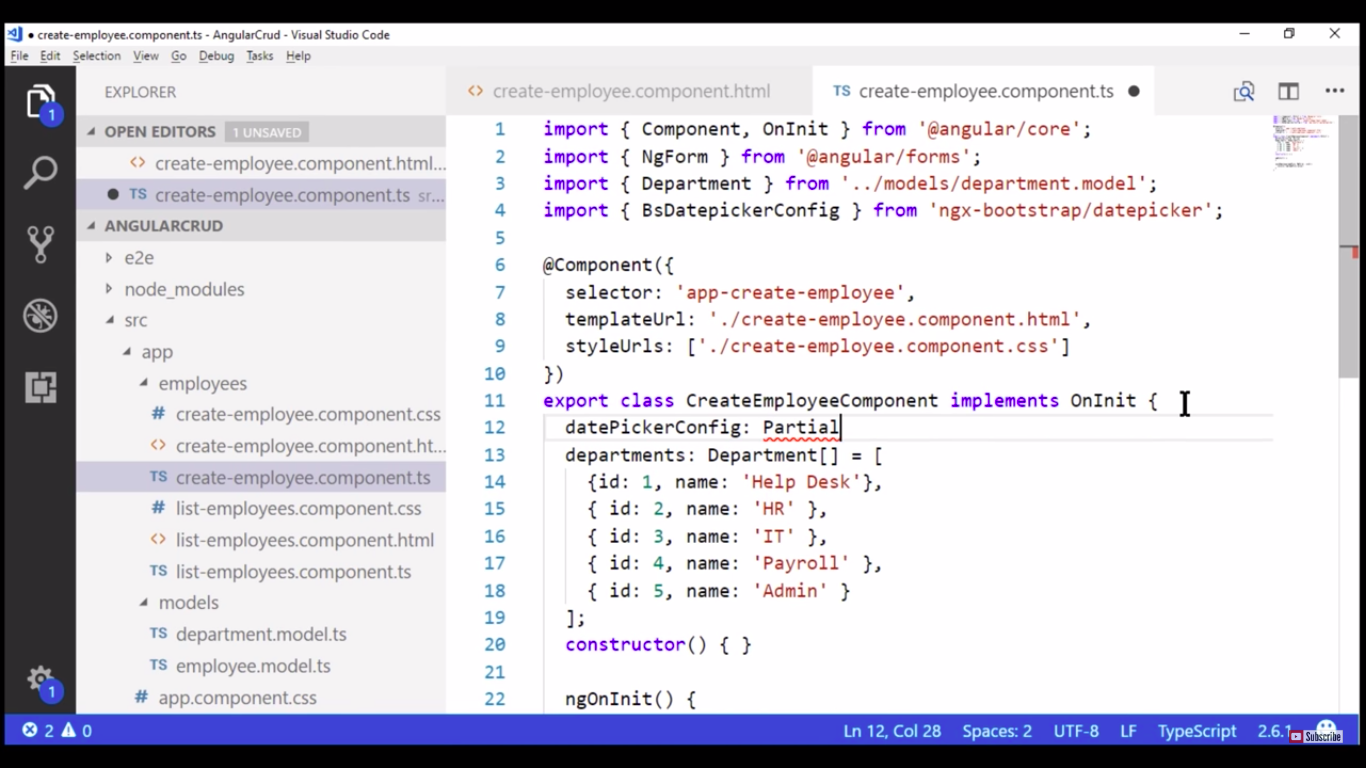 create-employee.component.ts - AngularCrud - Visual Studio Code
File Edit Selection View Go Debug Tasks Help
EXPLORER
OPEN EDITORS 1 UNSAVED
create-employee.component.html...
TS create-employee.component.ts sr...
ANGULARCRUD
e2e
node_modules
src
app
employees
# create-employee.component.css
<> create-employee.component.ht...
TS create-employee.component.ts
# list-employees.component.css
<> list-employees.component.html
TS list-employees.component.ts
models
TS department.model.ts
TS employee.model.ts
# app.component.css
1
1
<> create-employee.component.html
TS create-employee.component.ts
1 import { Component, OnInit } from '@angular/core';
2 import { NgForm } from '@angular/forms';
3 import { Department } from '../models/department.model';
4 import { BsDatepickerConfig } from 'ngx-bootstrap/datepicker';
5
6 @Component({
7 selector: 'app-create-employee',
8 templateUrl: './create-employee.component.html',
9 styleUrls: ['./create-employee.component.css']
10 })
11 export class CreateEmployeeComponent implements OnInit {
12 datePickerConfig: Partial
13 departments: Department[] = [
14 {id: 1, name: 'Help Desk'},
15 { id: 2, name: 'HR' },
16 { id: 3, name: 'IT' },
17 { id: 4, name: 'Payroll' },
18 { id: 5, name: 'Admin' }
19 ];
20 constructor() { }
21
22 ngOnInit() {
2 0 Ln 12, Col 28 Spaces: 2 UTF-8 LF TypeScript 2.6.1
Subscribe